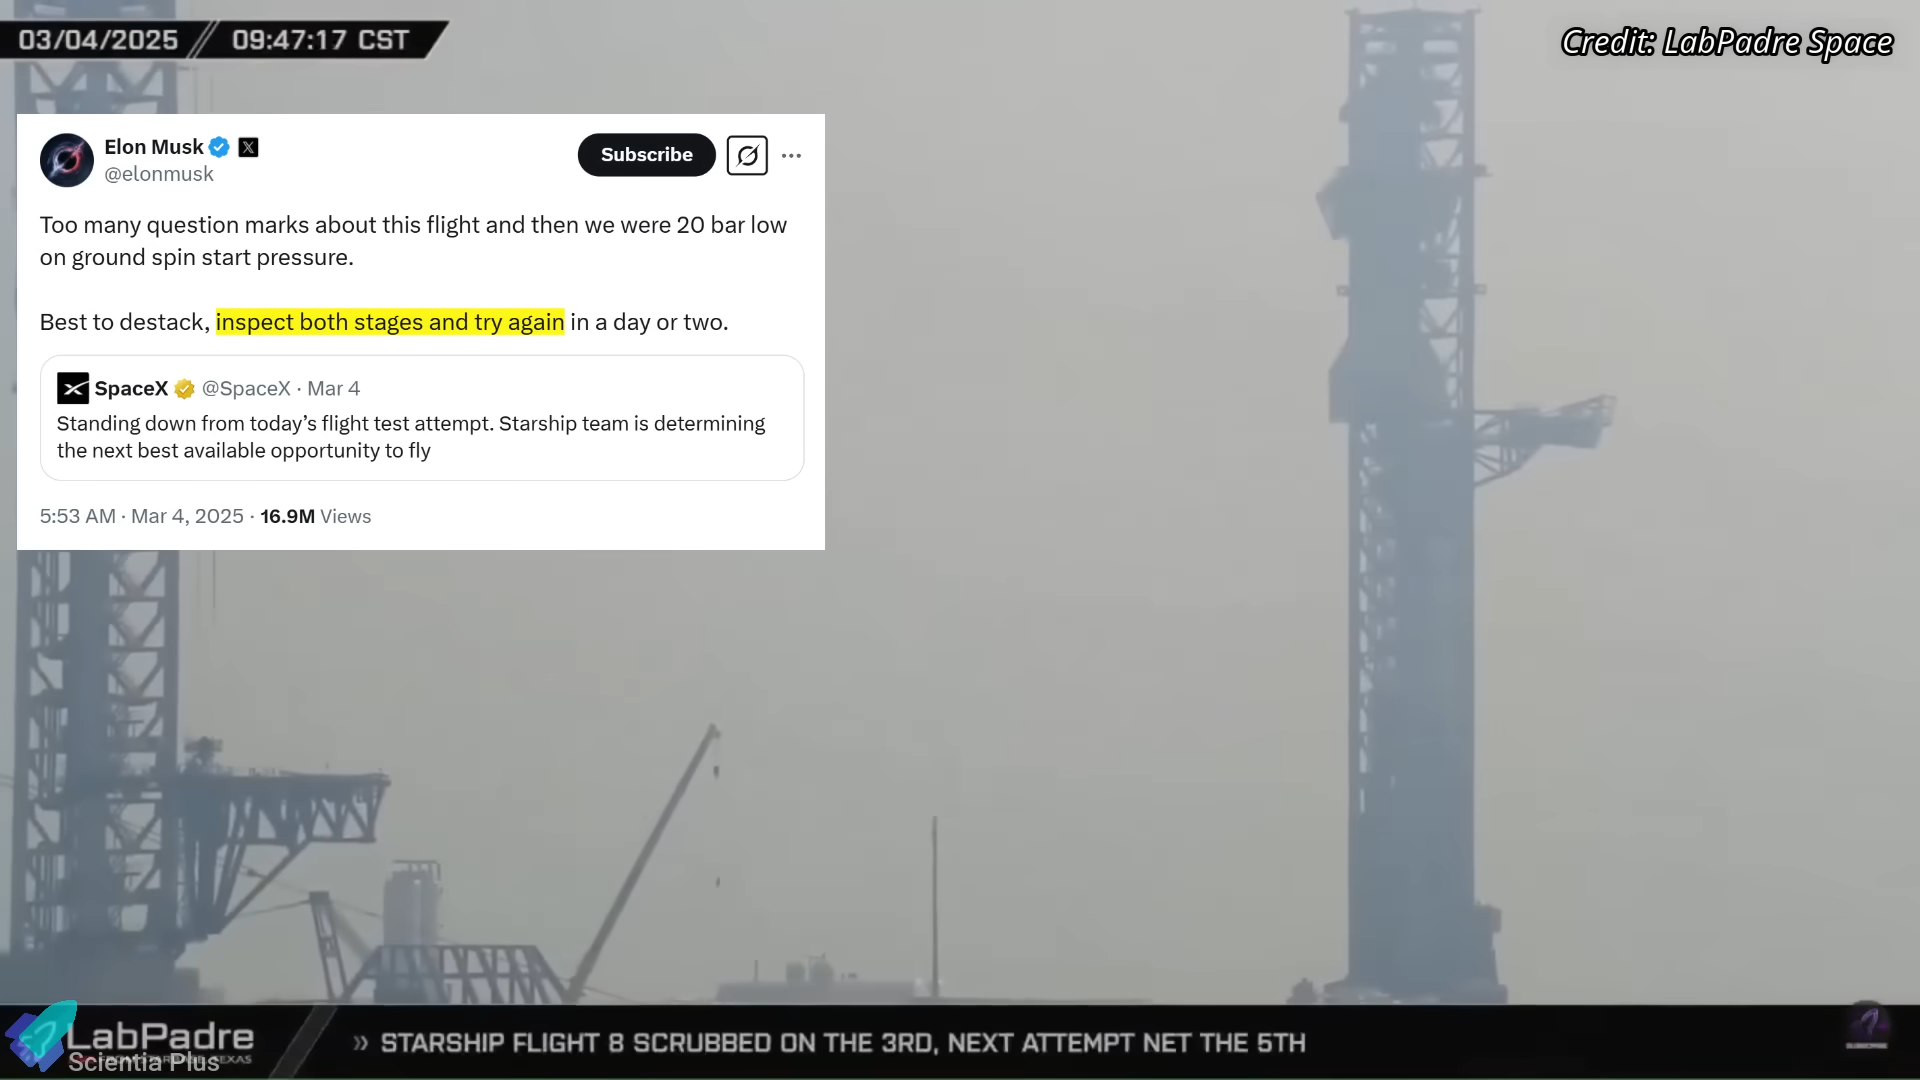 03/04/2025 // 09:47:17 CST
Credit: LabPadre Space
Elon Musk
@elonmusk
Subscribe
Too many question marks about this flight and then we were 20 bar low
on ground spin start pressure.
Best to destack, inspect both stages and try again in a day or two.
SpaceX @SpaceX · Mar 4
Standing down from today’s flight test attempt. Starship team is determining
the next best available opportunity to fly
5:53 AM · Mar 4, 2025 · 16.9M Views
LabPadre
TEXAS
Scientia Plus
» STARSHIP FLIGHT 8 SCRUBBED ON THE 3RD, NEXT ATTEMPT NET THE 5TH
SUBSCRIBE